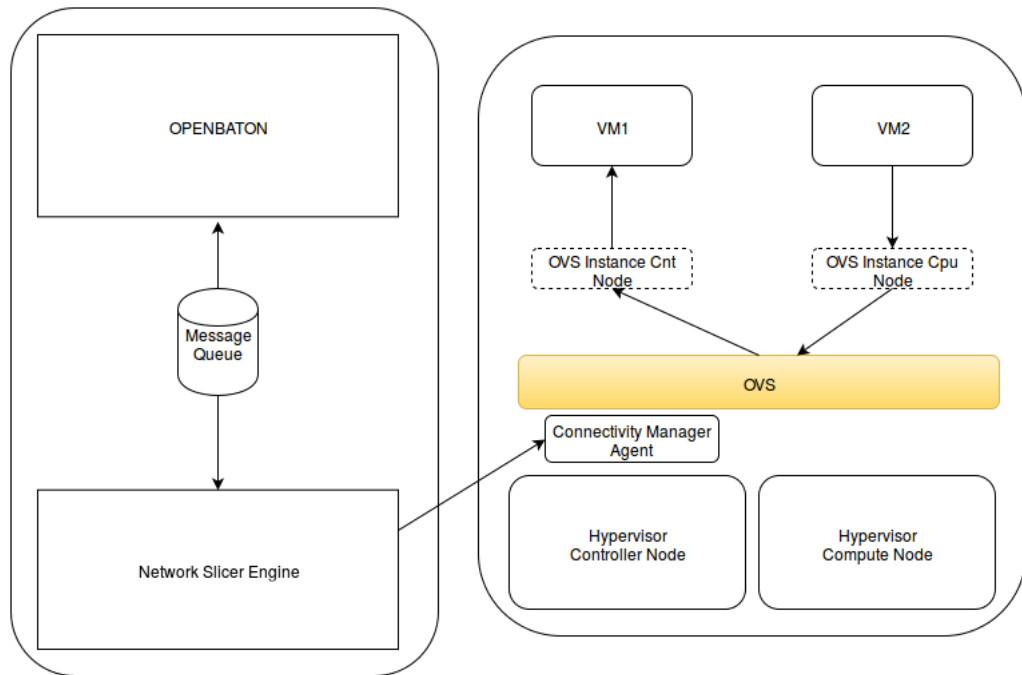 OPENBATON
Message
Queue
Network Slicer Engine
VM1
VM2
OVS Instance Cnt
Node
OVS Instance Cpu
Node
OVS
Connectivity Manager
Agent
Hypervisor
Controller Node
Hypervisor
Compute Node